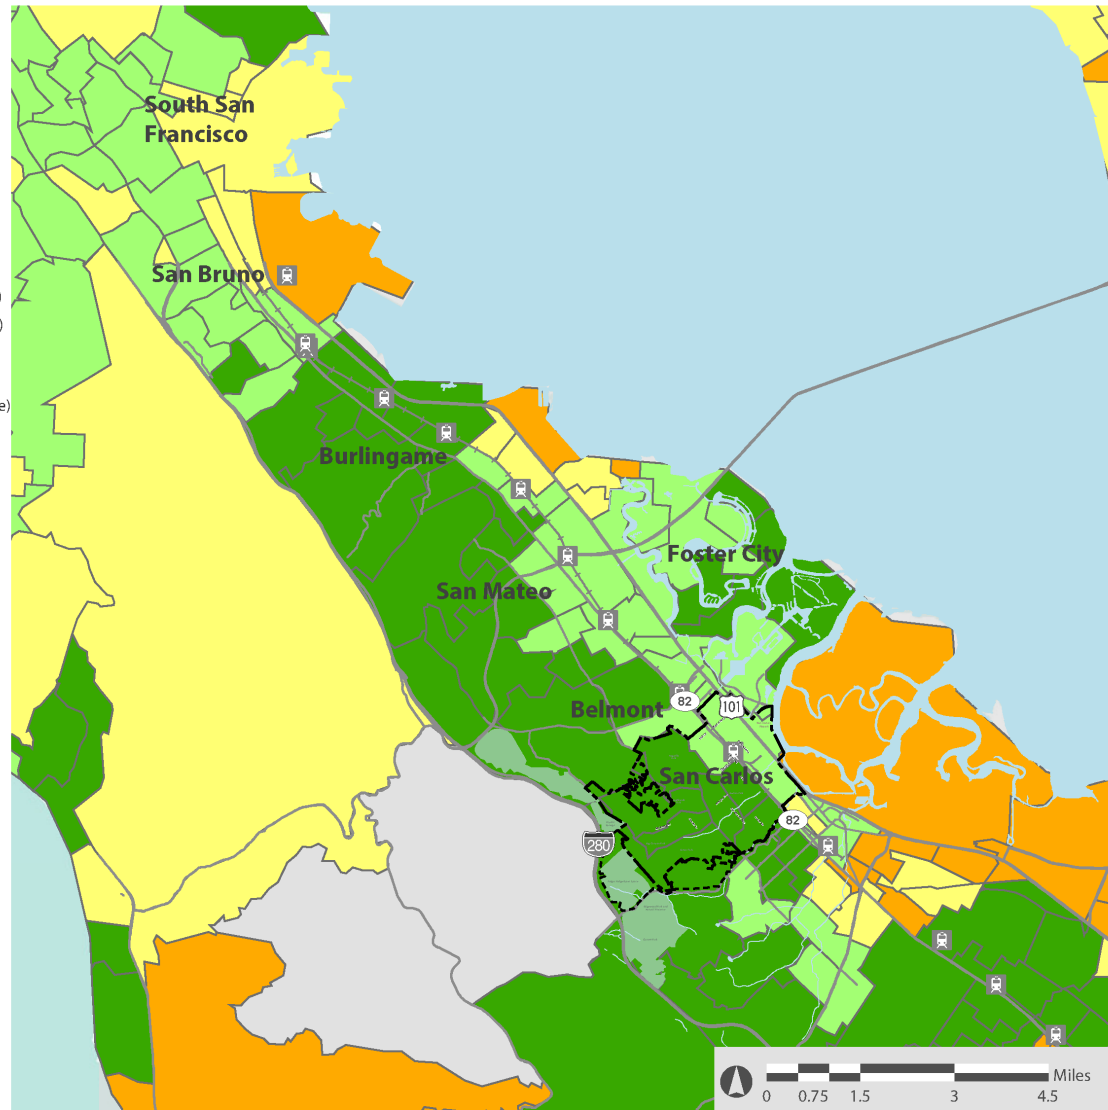 South San
Francisco
San Bruno
)
)
e)
Burlingame
Foster City
San Mateo
Belmont
82
101
San Carlos
82
280
Miles
0 0.75 1.5 3 4.5